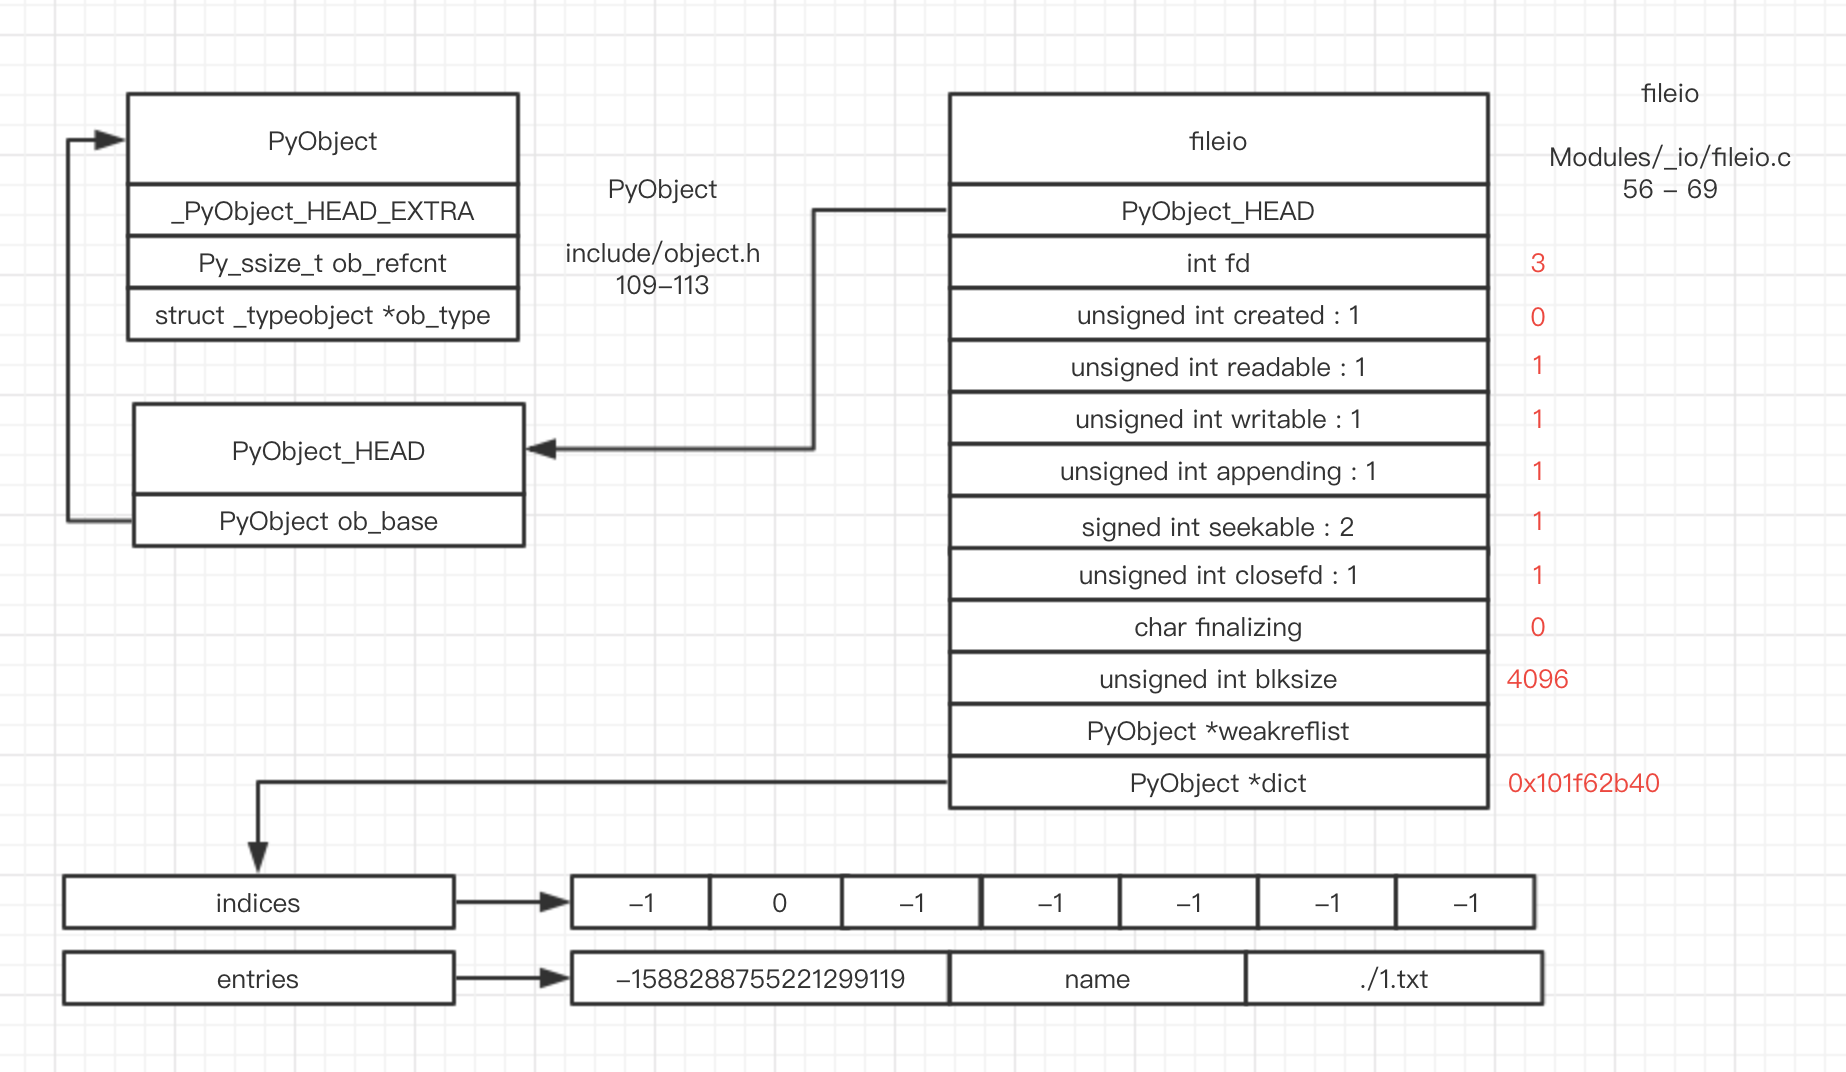 PyObject
_PyObject_HEAD_EXTRA
Py_ssize_t ob_refcnt
struct _typeobject *ob_type
PyObject
include/object.h
109-113
PyObject_HEAD
PyObject ob_base
fileio
PyObject_HEAD
int fd
unsigned int created : 1
unsigned int readable : 1
unsigned int writable : 1
unsigned int appending : 1
signed int seekable : 2
unsigned int closefd : 1
char finalizing
unsigned int blksize
PyObject *weakreflist
PyObject *dict
fileio
Modules/_io/fileio.c
56 - 69
3
0
1
1
1
1
1
0
4096
0x101f62b40
indices
-1 0 -1 -1 -1 -1 -1
entries
-1588288755221299119 name ./1.txt